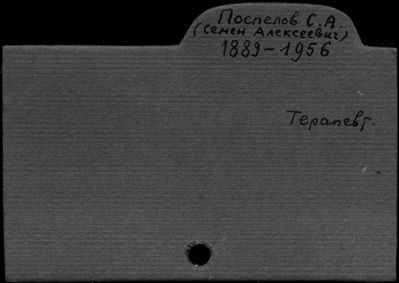 Поспелов С. А.
(Семен Алексеевич)
1889-1956
Терапевт.